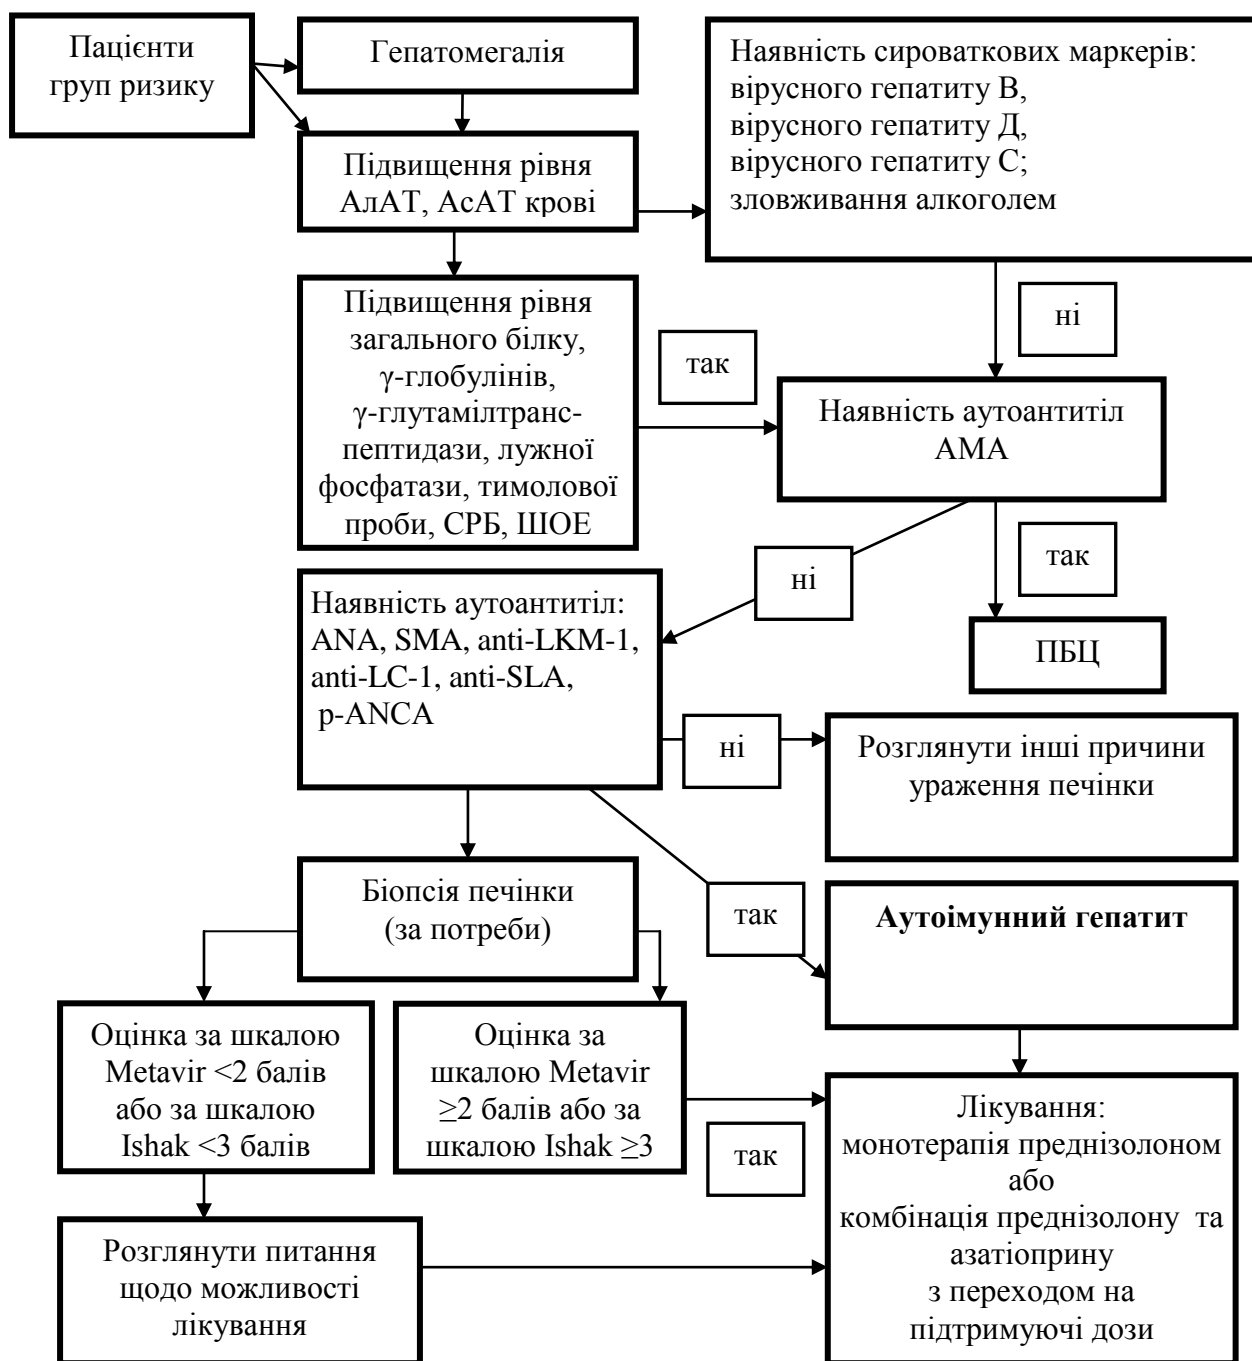 Пацієнти
груп ризику
Гепатомегалія
Наявність сироваткових маркерів:
вірусного гепатиту В,
вірусного гепатиту Д,
вірусного гепатиту С;
зловживання алкоголем
Підвищення рівня
АлАТ, АсАТ крові
ні
Підвищення рівня
загального білку,
γ-глобулінів,
γ-глутамілтранс-
пептидази, лужної
фосфатази, тимолової
проби, СРБ, ШОЕ
так
Наявність аутоантитіл
АМА
ні
так
ПБЦ
Наявність аутоантитіл:
ANA, SMA, anti-LKM-1,
anti-LC-1, anti-SLA,
p-ANCA
ні
Розглянути інші причини
ураження печінки
Біопсія печінки
(за потреби)
так
Аутоімунний гепатит
Оцінка за шкалою
Metavir <2 балів
або за шкалою
Ishak <3 балів
Оцінка за
шкалою Metavir
≥2 балів або за
шкалою Ishak ≥3
так
Лікування:
монотерапія преднізолоном
або
комбінація преднізолону та
азатіоприну
з переходом на
підтримуючі дози
Розглянути питання
щодо можливості
лікування